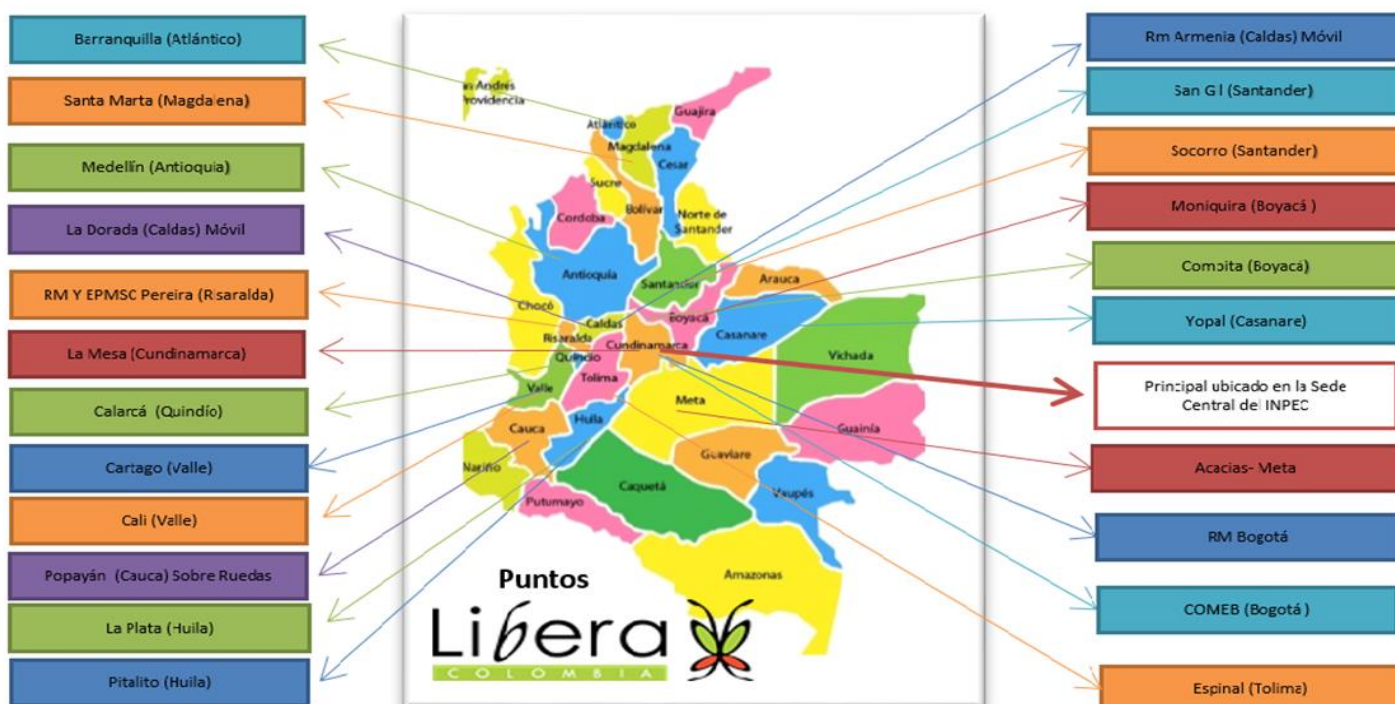 Barranquilla (Atlántico)
Santa Marta (Magdalena)
Medellín (Antioquia)
La Dorada (Caldas) Móvil
RM Y EPMSC Pereira (Risaralda)
La Mesa (Cundinamarca)
Calarcá (Quindío)
Cartago (Valle)
Cali (Valle)
Popayán (Cauca) Sobre Ruedas
La Plata (Huila)
Pitalito (Huila)
an Andrés
rovidencia
Guajira
Atlántico
Magdalena
Cesar
Sucre
Bolívar
Cordoba
Norte de
Santander
Antioquia
Santander
Arauca
Chocó
Boyacá
Caldas
Casanare
Risaralda
Cundinamarca
Vichada
Quindío
Tolima
Valle
Meta
Huila
Cauca
Guainía
Guaviare
Nariño
Caquetá
Vaupés
Putumayo
Amazonas
Puntos
Libera
COLOMBIA
Rm Armenia (Caldas) Móvil
San Gil (Santander)
Socorro (Santander)
Moniquira (Boyacá )
Combita (Boyacá)
Yopal (Casanare)
Principal ubicado en la Sede
Central del INPEC
Acacias- Meta
RM Bogotá
COMEB (Bogotá )
Espinal (Tolima)